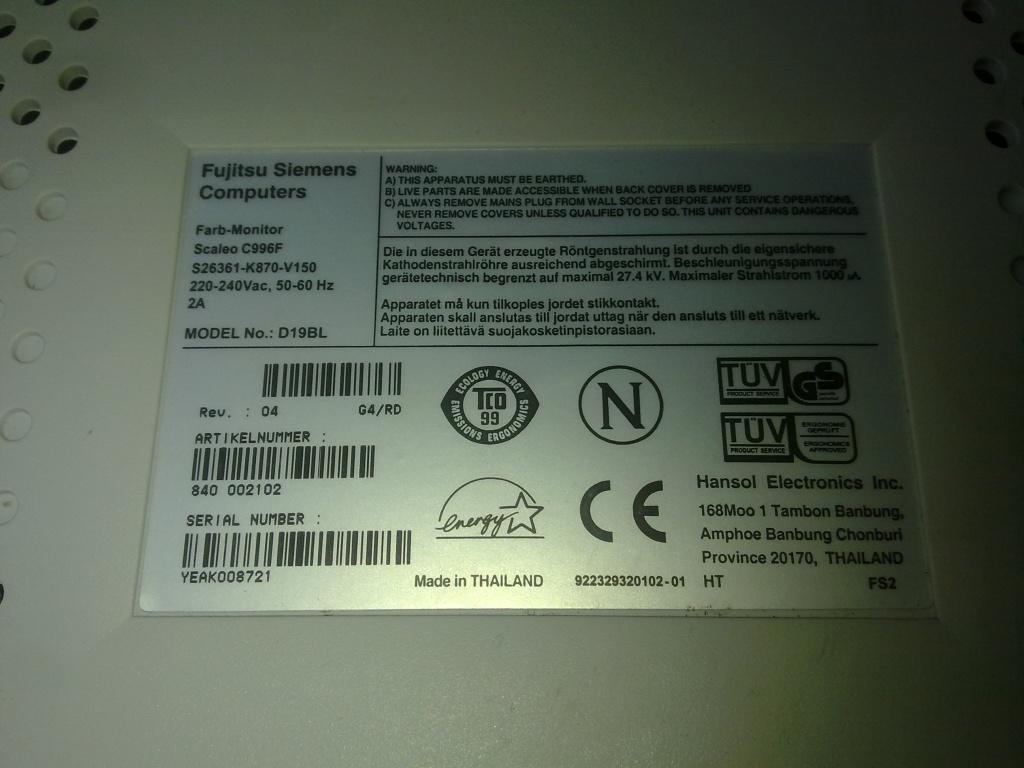 Fujitsu Siemens
Computers
Farb-Monitor
Scaleo C996F
S26361-K870-V150
220-240Vac, 50-60 Hz
2A
MODEL No.: D19BL
WARNING:
A) THIS APPARATUS MUST BE EARTHED.
B) LIVE PARTS ARE MADE ACCESSIBLE WHEN BACK COVER IS REMOVED
C) ALWAYS REMOVE MAINS PLUG FROM WALL SOCKET BEFORE ANY SERVICE OPERATIONS,
NEVER REMOVE COVERS UNLESS QUALIFIED TO DO SO. THIS UNIT CONTAINS DANGEROUS
VOLTAGES.
Die in diesem Gerät erzeugte Röntgenstrahlung ist durch die eigensichere
Kathodenstrahlröhre ausreichend abgeschirmt. Beschleunigungsspannung
gerätetechnisch begrenzt auf maximal 27.4 kV. Maximaler Strahlstrom 1000 µA.
Apparatet må kun tilkoples jordet stikkontakt.
Apparaten skall anslutas till jordat uttag när den ansluts till ett nätverk.
Laite on liitettävä suojakosketinpistorasiaan.
Rev. : 04 G4/RD
ARTIKELNUMMER :
840 002102
SERIAL NUMBER :
YEAK008721
ECOLOGY ENERGY
TCO
99
EMISSIONS ERGONOMICS
N
TÜV
PRODUCT SERVICE
GS
TÜV
PRODUCT SERVICE
ERGONOMIE
GEPRÜFT
ERGONOMICS
APPROVED
energy
CE
Hansol Electronics Inc.
168Moo 1 Tambon Banbung,
Amphoe Banbung Chonburi
Province 20170, THAILAND
Made in THAILAND 922329320102-01 HT FS2